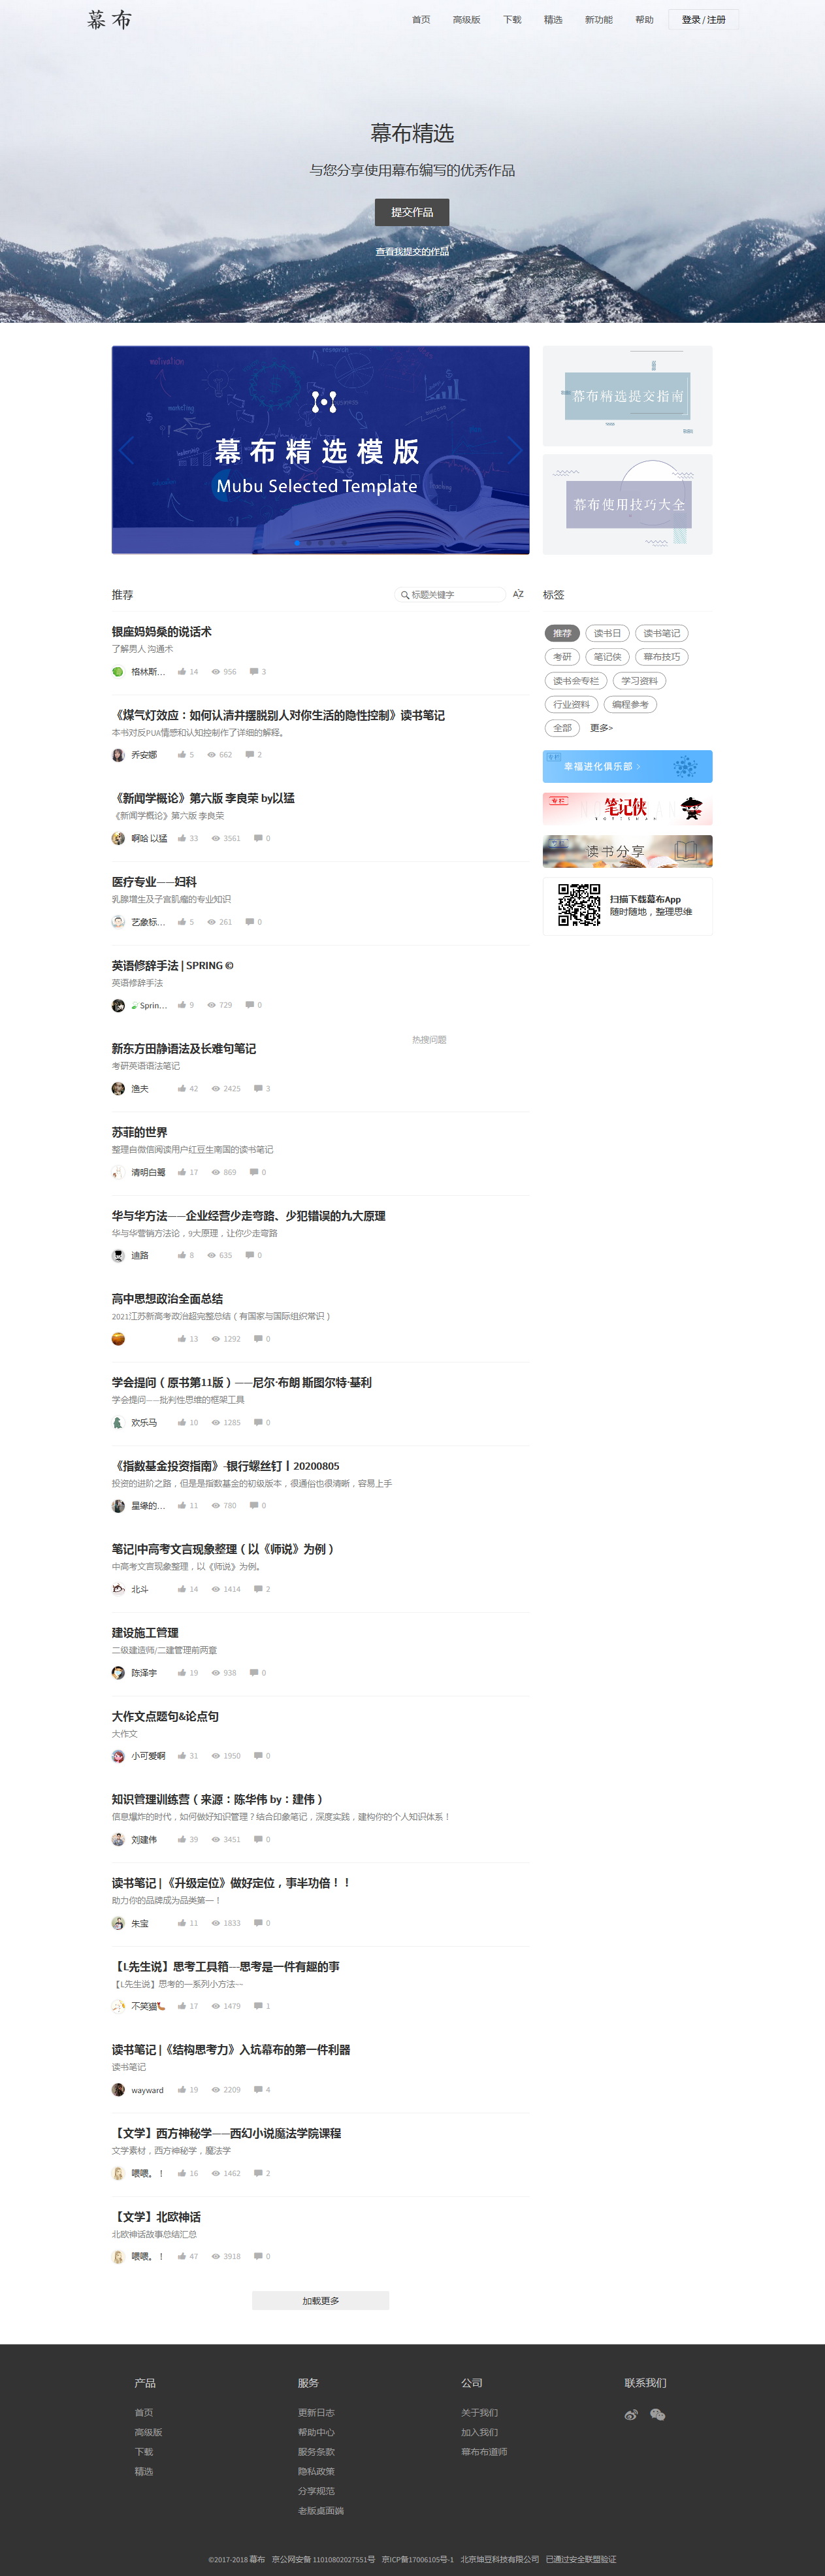 幕布
首页 高级版 下载 精选 新功能 帮助 登录 / 注册
幕布精选
与您分享使用幕布编写的优秀作品
提交作品
查看我提交的作品
motivation
marketing
leadership
幕布精选模版
Mubu Selected Template
幕布精选提交指南
幕布使用技巧大全
推荐
标题关键字
标签
银座妈妈桑的说话术
了解男人 沟通术
格林斯... 14 956 3
《煤气灯效应：如何认清并摆脱别人对你生活的隐性控制》读书笔记
本书对反PUA情感和认知控制作了详细的解释。
乔安娜 5 662 2
《新闻学概论》第六版 李良荣 by以猛
《新闻学概论》第六版 李良荣
啊哈 以猛 33 3561 0
医疗专业——妇科
乳腺增生及子宫肌瘤的专业知识
艺象标... 5 261 0
英语修辞手法 | SPRING ©
英语修辞手法
Sprin... 9 729 0
热搜问题
新东方田静语法及长难句笔记
考研英语语法笔记
渔夫 42 2425 3
苏菲的世界
整理自微信阅读用户红豆生南国的读书笔记
清明白鹭 17 869 0
华与华方法——企业经营少走弯路、少犯错误的九大原理
华与华营销方法论，9大原理，让你少走弯路
迪路 8 635 0
高中思想政治全面总结
2021江苏新高考政治超完整总结（有国家与国际组织常识）
13 1292 0
学会提问（原书第11版）——尼尔·布朗 斯图尔特·基利
学会提问——批判性思维的框架工具
欢乐马 10 1285 0
《指数基金投资指南》-银行螺丝钉丨20200805
投资的进阶之路，但是是指数基金的初级版本，很通俗也很清晰，容易上手
星缘的... 11 780 0
笔记|中高考文言现象整理（以《师说》为例）
中高考文言现象整理，以《师说》为例。
北斗 14 1414 2
建设施工管理
二级建造师/二建管理前两章
陈泽宇 19 938 0
大作文点题句&论点句
大作文
小可爱啊 31 1950 0
知识管理训练营（来源：陈华伟 by：建伟）
信息爆炸的时代，如何做好知识管理？结合印象笔记，深度实践，建构你的个人知识体系！
刘建伟 39 3451 0
读书笔记 | 《升级定位》做好定位，事半功倍！！
助力你的品牌成为品类第一！
朱宝 11 1833 0
【L先生说】思考工具箱---思考是一件有趣的事
【L先生说】思考的一系列小方法~~
不笑猫 17 1479 1
读书笔记 |《结构思考力》入坑幕布的第一件利器
读书笔记
wayward 19 2209 4
【文学】西方神秘学——西幻小说魔法学院课程
文学素材，西方神秘学，魔法学
喂喂。！ 16 1462 2
【文学】北欧神话
北欧神话故事总结汇总
喂喂。！ 47 3918 0
加载更多
推荐 读书日 读书笔记
考研 笔记侠 幕布技巧
读书会专栏 学习资料
行业资料 编程参考
全部 更多>
专栏
幸福进化俱乐部
专栏
笔记侠
读书分享
扫描下载幕布App
随时随地，整理思维
产品
首页
高级版
下载
精选
服务
更新日志
帮助中心
服务条款
隐私政策
分享规范
老版桌面端
公司
关于我们
加入我们
幕布布道师
联系我们
©2017-2018 幕布 京公网安备 11010802027551号 京ICP备17006105号-1 北京坤豆科技有限公司 已通过安全联盟验证